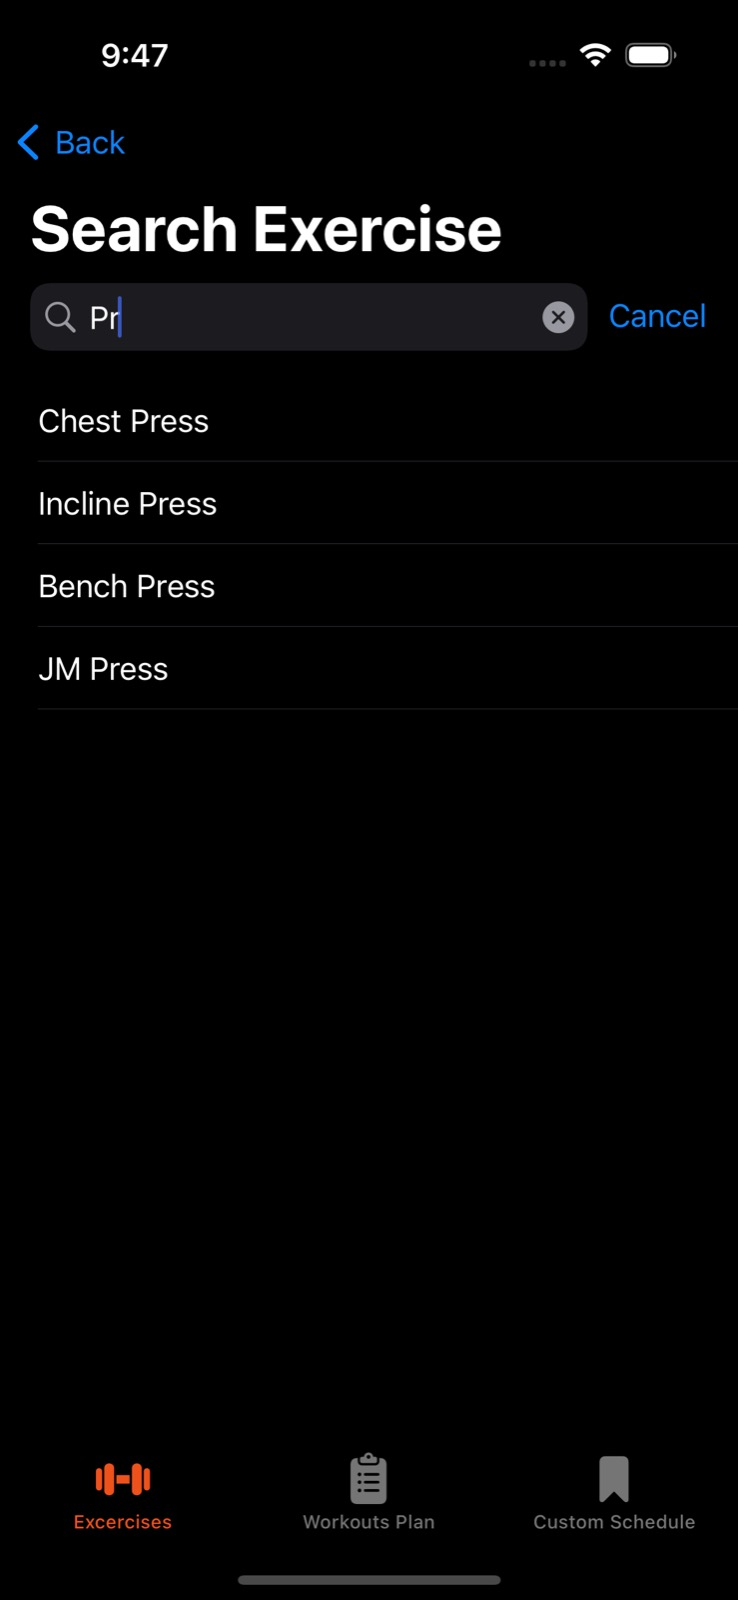 9:47
Back
Search Exercise
Pr
Cancel
Chest Press
Incline Press
Bench Press
JM Press
Excercises
Workouts Plan
Custom Schedule